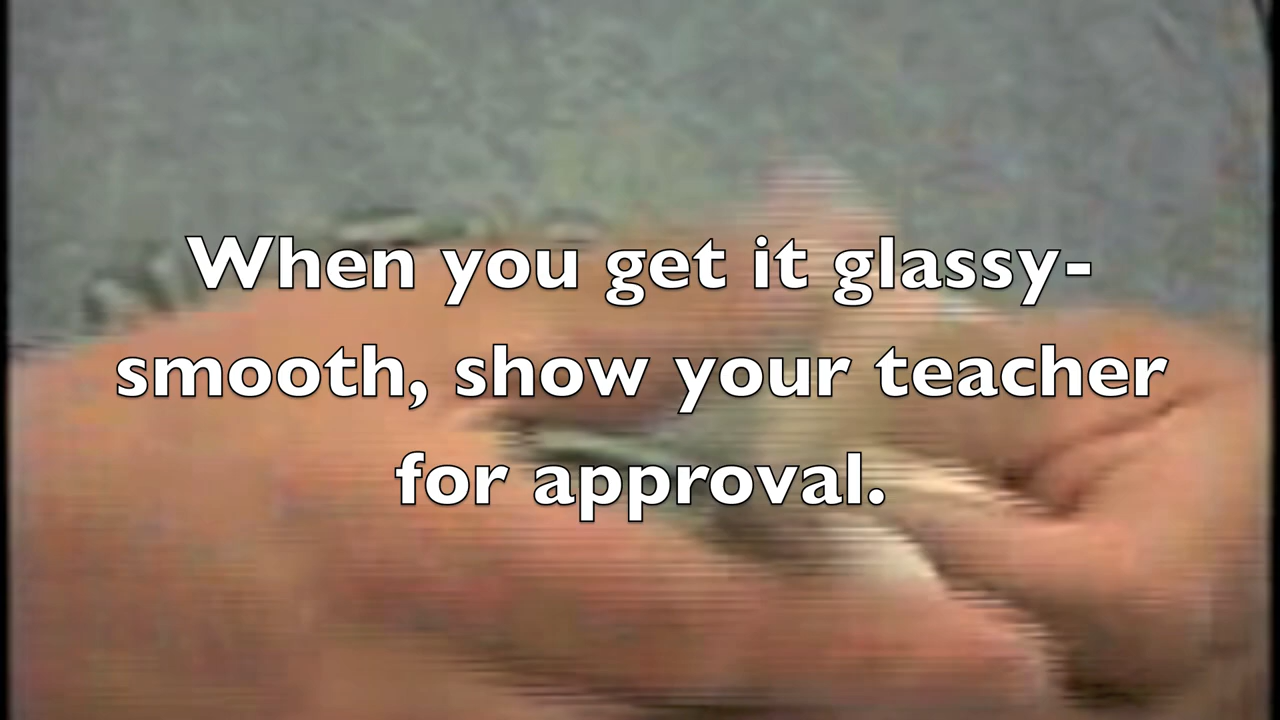 When you get it glassy-
smooth, show your teacher
for approval.